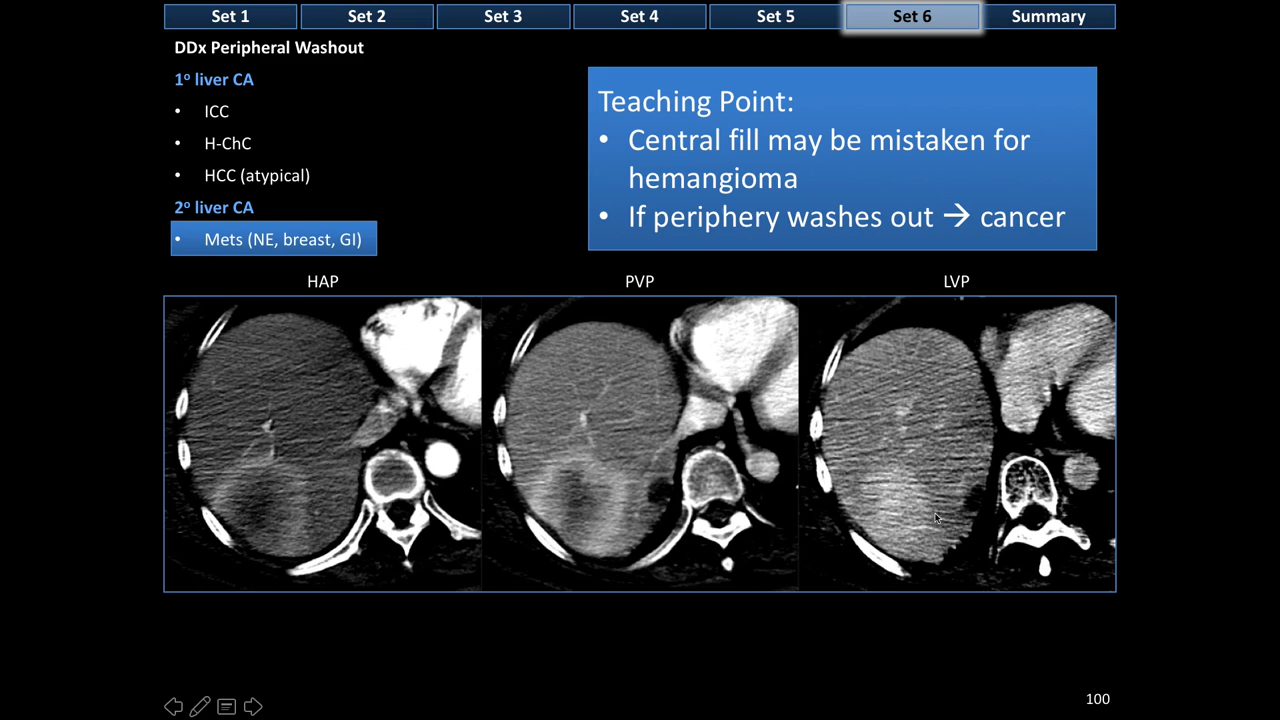 Set 1 Set 2 Set 3 Set 4 Set 5 Set 6 Summary
DDx Peripheral Washout
1º liver CA
• ICC
• H-ChC
• HCC (atypical)
2º liver CA
• Mets (NE, breast, GI)
Teaching Point:
• Central fill may be mistaken for
hemangioma
• If periphery washes out → cancer
HAP PVP LVP
100